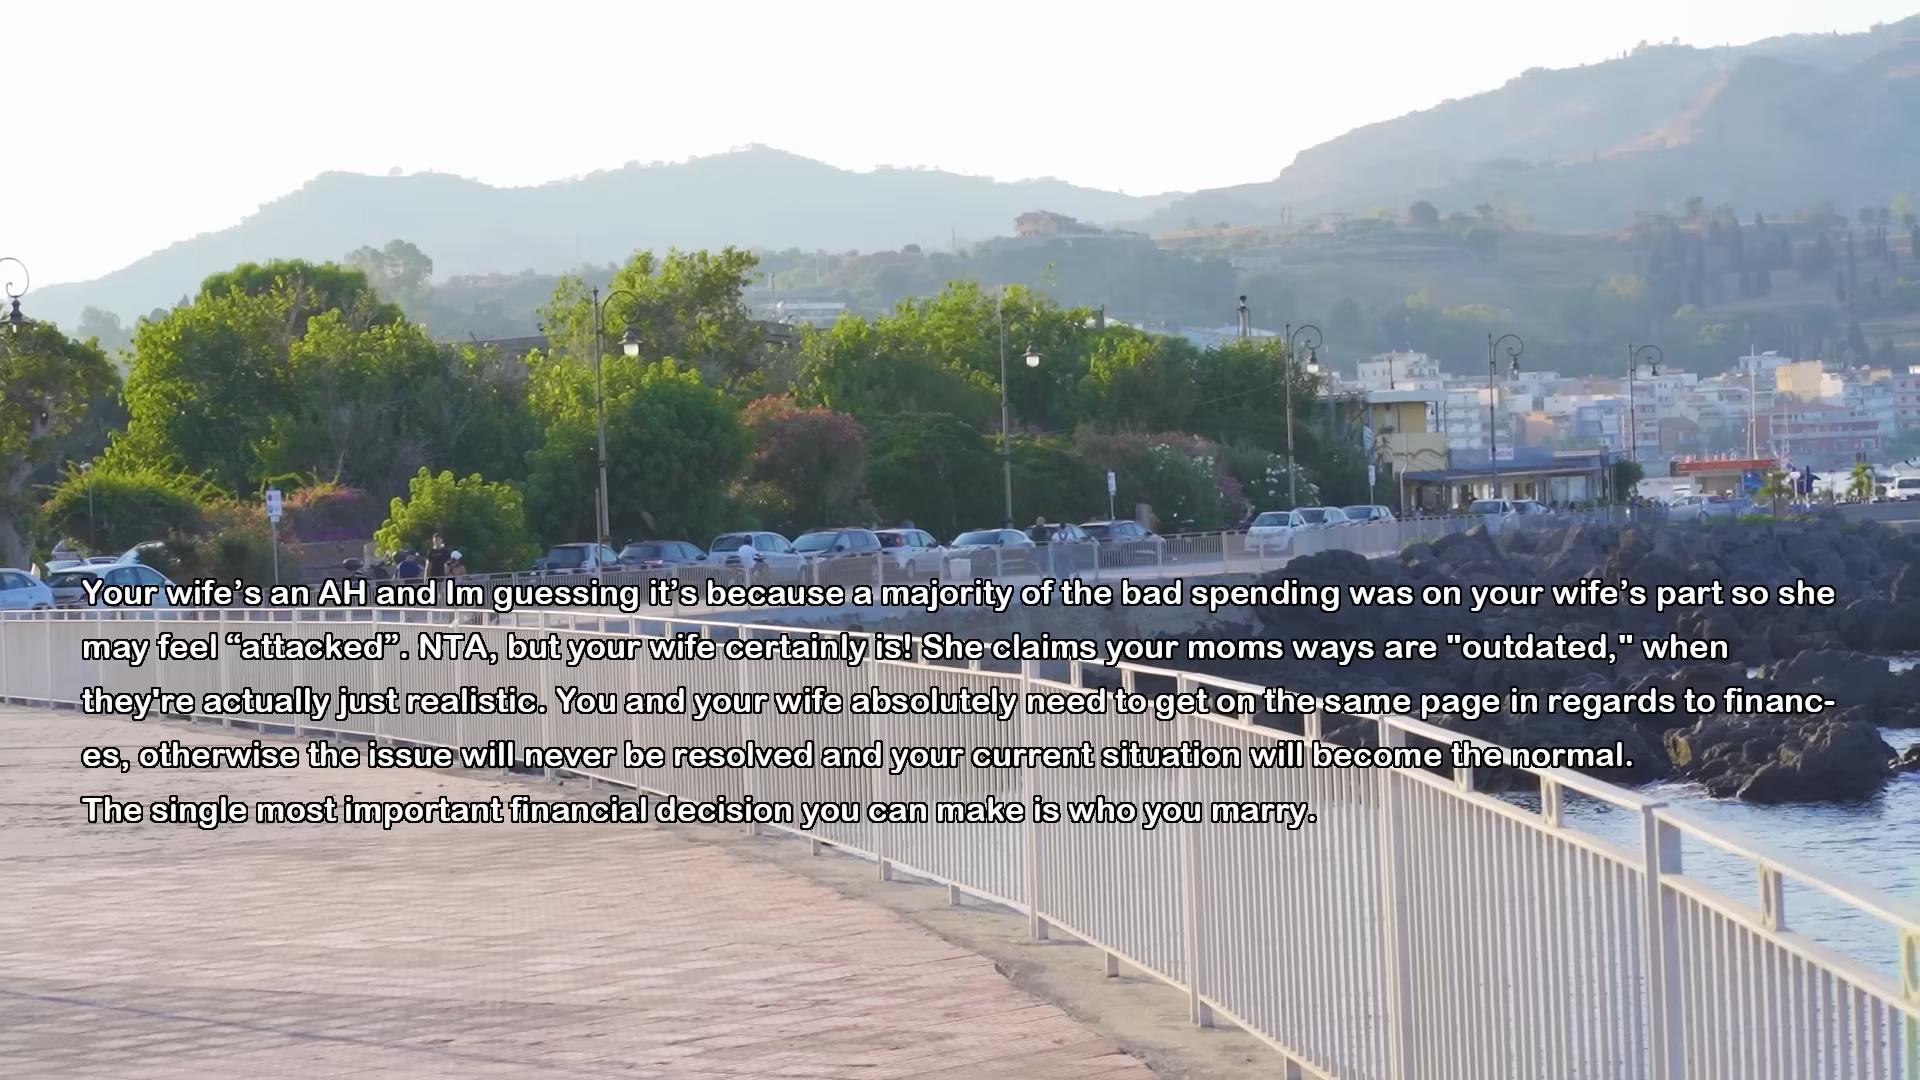 Your wife’s an AH and Im guessing it’s because a majority of the bad spending was on your wife’s part so she
may feel “attacked”. NTA, but your wife certainly is! She claims your moms ways are "outdated," when
they're actually just realistic. You and your wife absolutely need to get on the same page in regards to financ-
es, otherwise the issue will never be resolved and your current situation will become the normal.
The single most important financial decision you can make is who you marry.